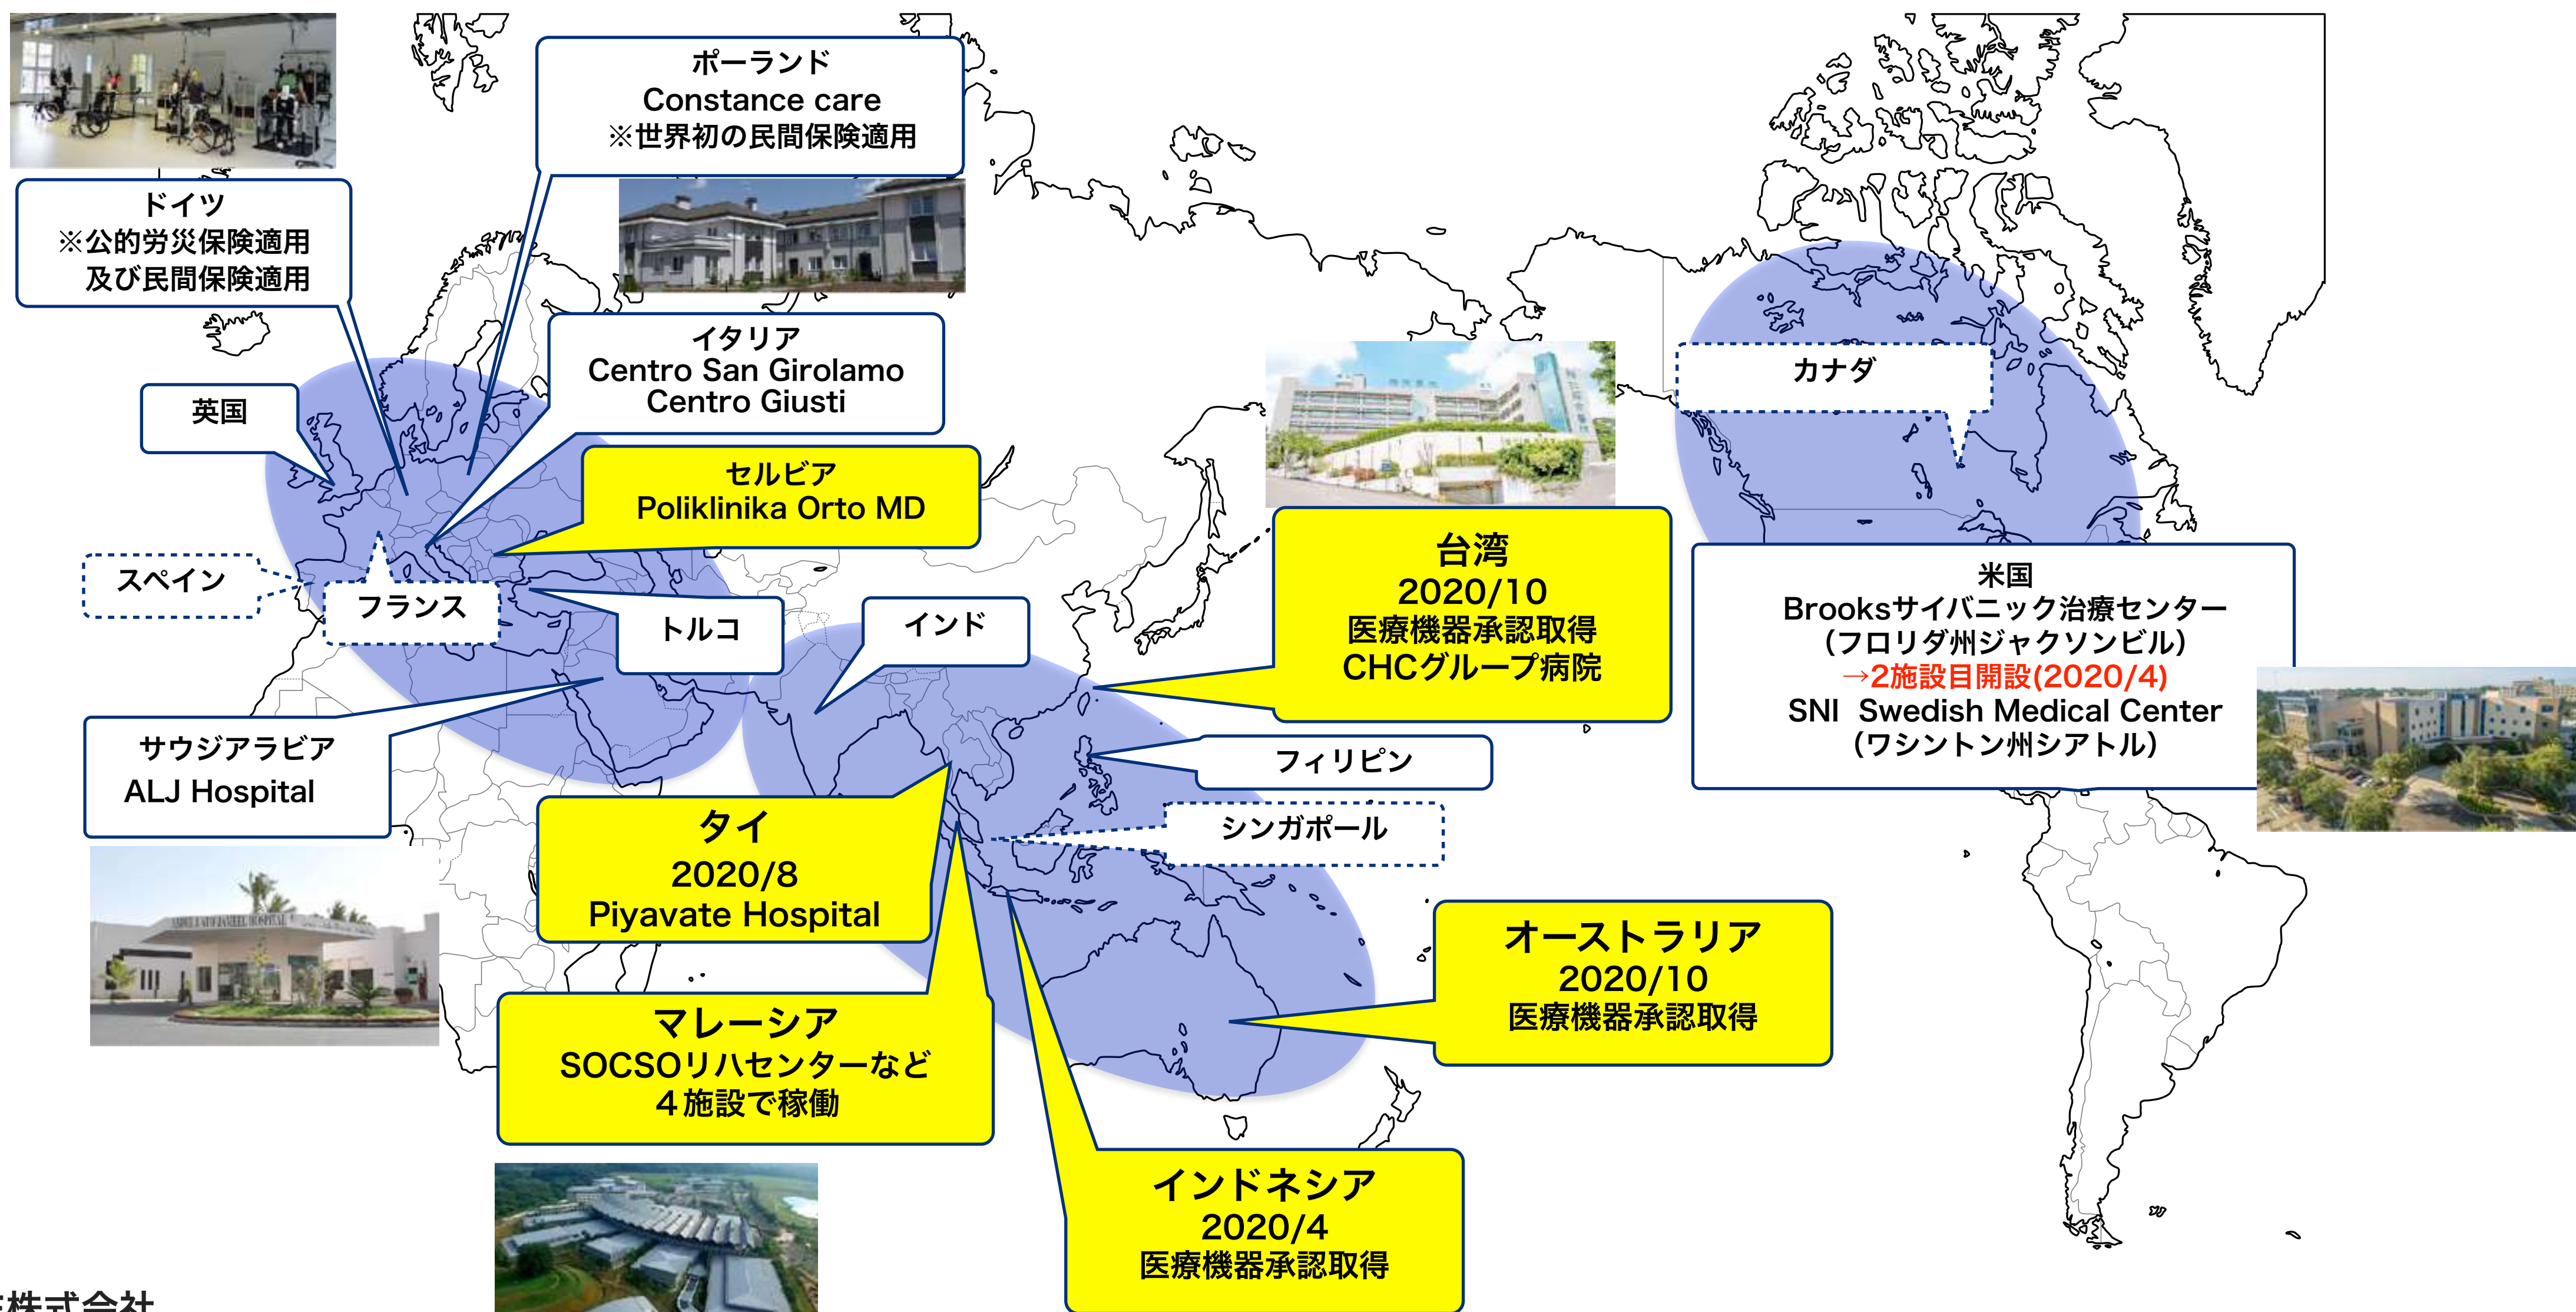 ポーランド
Constance care
※世界初の民間保険適用
ドイツ
※公的労災保険適用
及び民間保険適用
イタリア
Centro San Girolamo
Centro Giusti
英国
セルビア
Poliklinika Orto MD
カナダ
スペイン
フランス
トルコ
インド
台湾
2020/10
医療機器承認取得
CHCグループ病院
米国
Brooksサイバニック治療センター
(フロリダ州ジャクソンビル)
→2施設目開設(2020/4)
SNI Swedish Medical Center
(ワシントン州シアトル)
サウジアラビア
ALJ Hospital
フィリピン
シンガポール
タイ
2020/8
Piyavate Hospital
オーストラリア
2020/10
医療機器承認取得
マレーシア
SOCSOリハセンターなど
4施設で稼働
インドネシア
2020/4
医療機器承認取得
株式会社